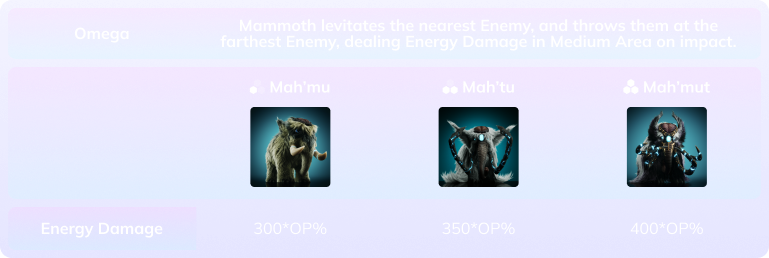 Omega
Mammoth levitates the nearest Enemy, and throws them at the
farthest Enemy, dealing Energy Damage in Medium Area on impact.
Mah'mu Mah'tu Mah'mut
Energy Damage 300*OP% 350*OP% 400*OP%